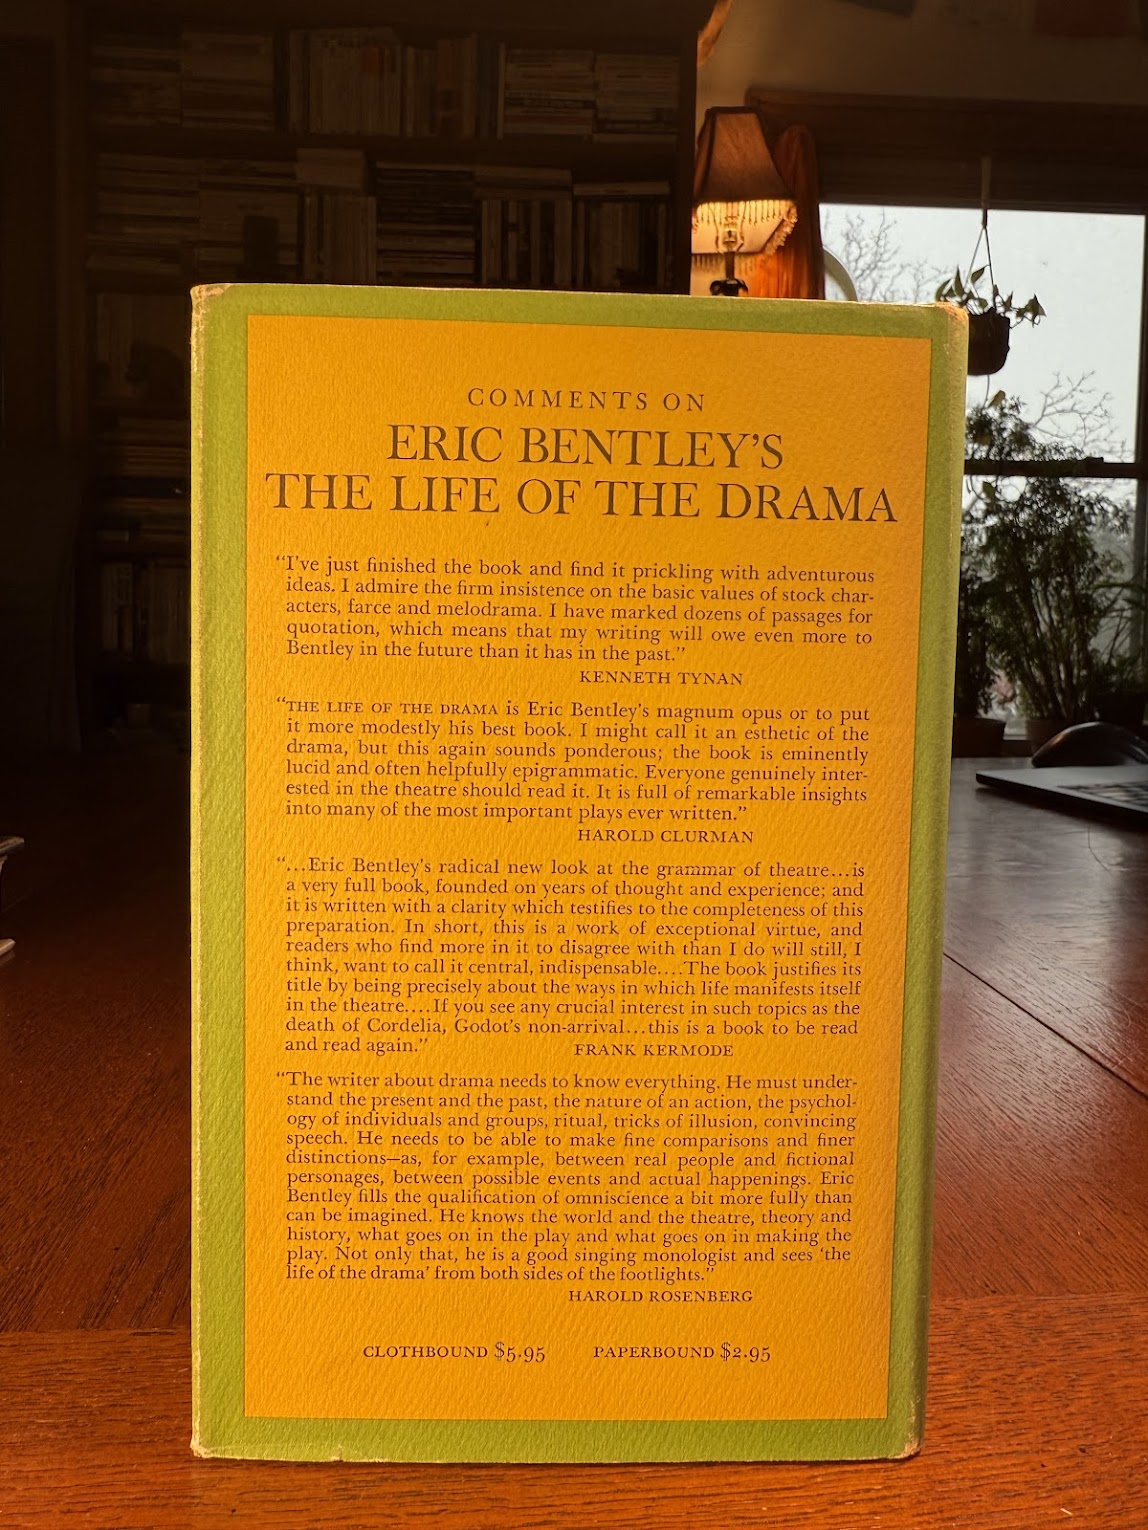 COMMENTS ON
ERIC BENTLEY'S
THE LIFE OF THE DRAMA
“I've just finished the book and find it prickling with adventurous
ideas. I admire the firm insistence on the basic values of stock char-
acters, farce and melodrama. I have marked dozens of passages for
quotation, which means that my writing will owe even more to
Bentley in the future than it has in the past.”
KENNETH TYNAN
“THE LIFE OF THE DRAMA is Eric Bentley's magnum opus or to put
it more modestly his best book. I might call it an esthetic of the
drama, but this again sounds ponderous; the book is eminently
lucid and often helpfully epigrammatic. Everyone genuinely inter-
ested in the theatre should read it. It is full of remarkable insights
into many of the most important plays ever written.”
HAROLD CLURMAN
“...Eric Bentley's radical new look at the grammar of theatre...is
a very full book, founded on years of thought and experience; and
it is written with a clarity which testifies to the completeness of this
preparation. In short, this is a work of exceptional virtue, and
readers who find more in it to disagree with than I do will still, I
think, want to call it central, indispensable....The book justifies its
title by being precisely about the ways in which life manifests itself
in the theatre....If you see any crucial interest in such topics as the
death of Cordelia, Godot's non-arrival...this is a book to be read
and read again.” FRANK KERMODE
“The writer about drama needs to know everything. He must under-
stand the present and the past, the nature of an action, the psychol-
ogy of individuals and groups, ritual, tricks of illusion, convincing
speech. He needs to be able to make fine comparisons and finer
distinctions—as, for example, between real people and fictional
personages, between possible events and actual happenings. Eric
Bentley fills the qualification of omniscience a bit more fully than
can be imagined. He knows the world and the theatre, theory and
history, what goes on in the play and what goes on in making the
play. Not only that, he is a good singing monologist and sees 'the
life of the drama' from both sides of the footlights.”
HAROLD ROSENBERG
CLOTHBOUND $5.95 PAPERBOUND $2.95